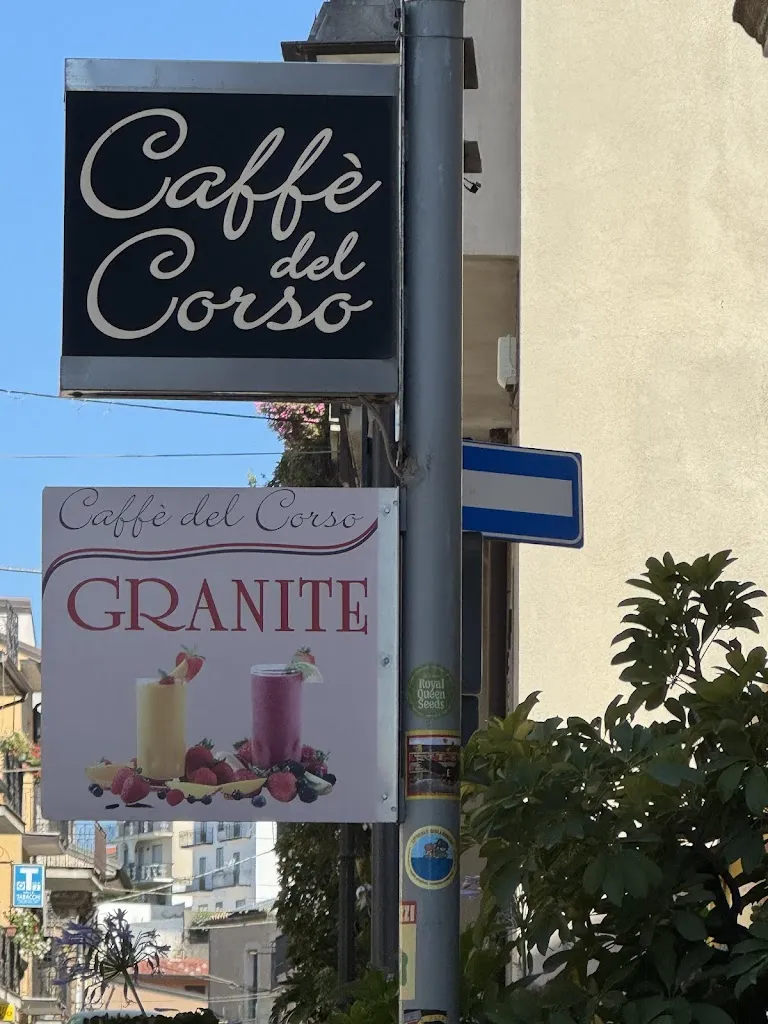 Caffè
del
Corso
Caffè del Corso
GRANITE
Royal
Queen
Seeds
T
TABACCHI